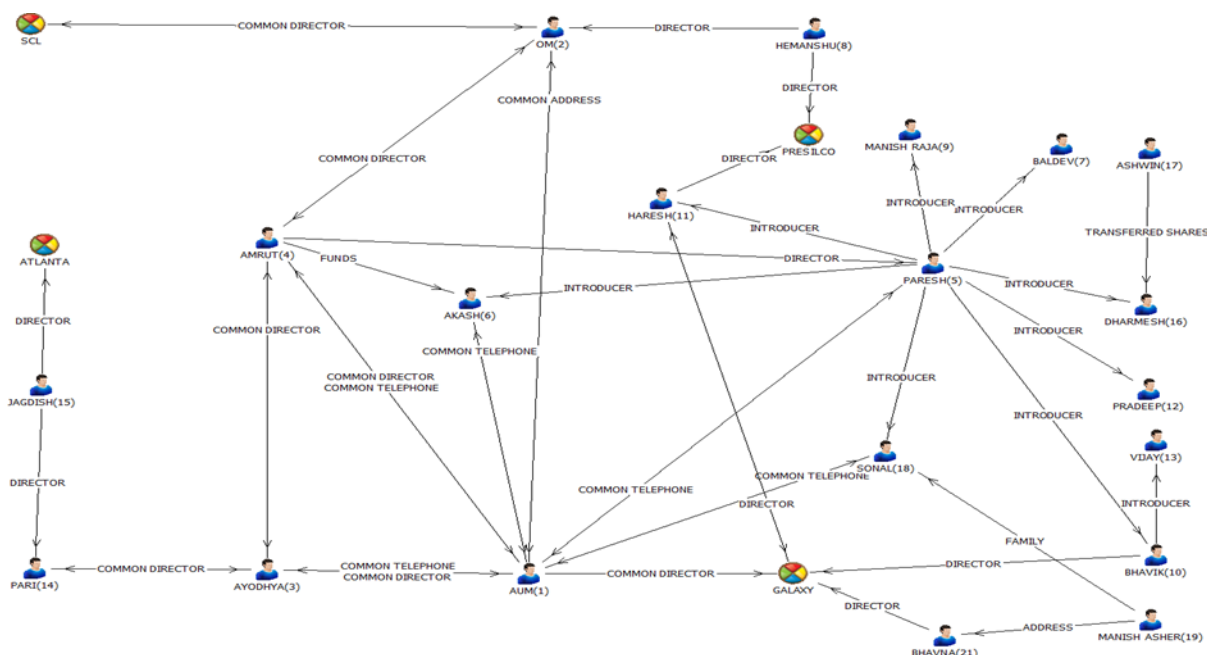 COMMON DIRECTOR
DIRECTOR
SCL
OM(2)
HEMANSHU(8)
DIRECTOR
COMMON ADDRESS
PRESILCO
MANISH RAJA(9)
BALDEV(7)
ASHWIN(17)
COMMON DIRECTOR
DIRECTOR
HARESH(11)
INTRODUCER
INTRODUCER
INTRODUCER
TRANSFERRED SHARES
ATLANTA
AMRUT(4)
FUNDS
DIRECTOR
PARESH(5)
INTRODUCER
INTRODUCER
AKASH(6)
DHARMESH(16)
DIRECTOR
COMMON DIRECTOR
INTRODUCER
COMMON TELEPHONE
COMMON DIRECTOR
COMMON TELEPHONE
INTRODUCER
PRADEEP(12)
JAGDISH(15)
INTRODUCER
VIJAY(13)
SONAL(18)
COMMON TELEPHONE
DIRECTOR
COMMON TELEPHONE
DIRECTOR
INTRODUCER
FAMILY
COMMON TELEPHONE
COMMON DIRECTOR
COMMON DIRECTOR
COMMON DIRECTOR
DIRECTOR
PARI(14)
AYODHYA(3)
AUM(1)
GALAXY
BHAVIK(10)
DIRECTOR
ADDRESS
MANISH ASHER(19)
BHAVNA(21)